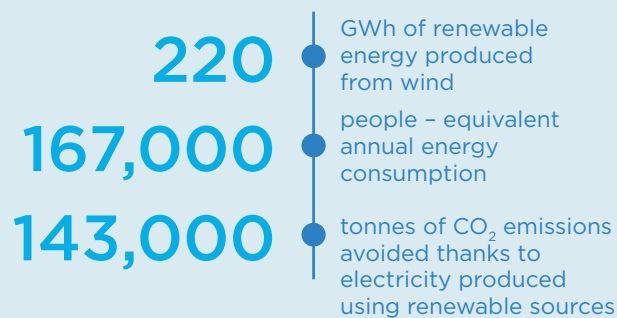 220
GWh of renewable
energy produced
from wind
167,000
people – equivalent
annual energy
consumption
143,000
tonnes of CO₂ emissions
avoided thanks to
electricity produced
using renewable sources